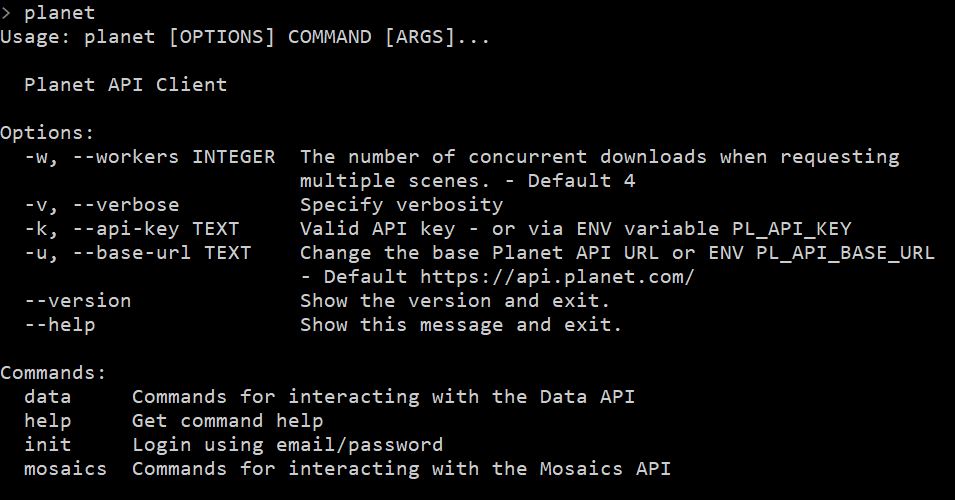 > planet
Usage: planet [OPTIONS] COMMAND [ARGS]...
Planet API Client
Options:
-w, --workers INTEGER  The number of concurrent downloads when requesting
multiple scenes. - Default 4
-v, --verbose          Specify verbosity
-k, --api-key TEXT     Valid API key - or via ENV variable PL_API_KEY
-u, --base-url TEXT    Change the base Planet API URL or ENV PL_API_BASE_URL
- Default https://api.planet.com/
--version              Show the version and exit.
--help                 Show this message and exit.
Commands:
data     Commands for interacting with the Data API
help     Get command help
init     Login using email/password
mosaics  Commands for interacting with the Mosaics API